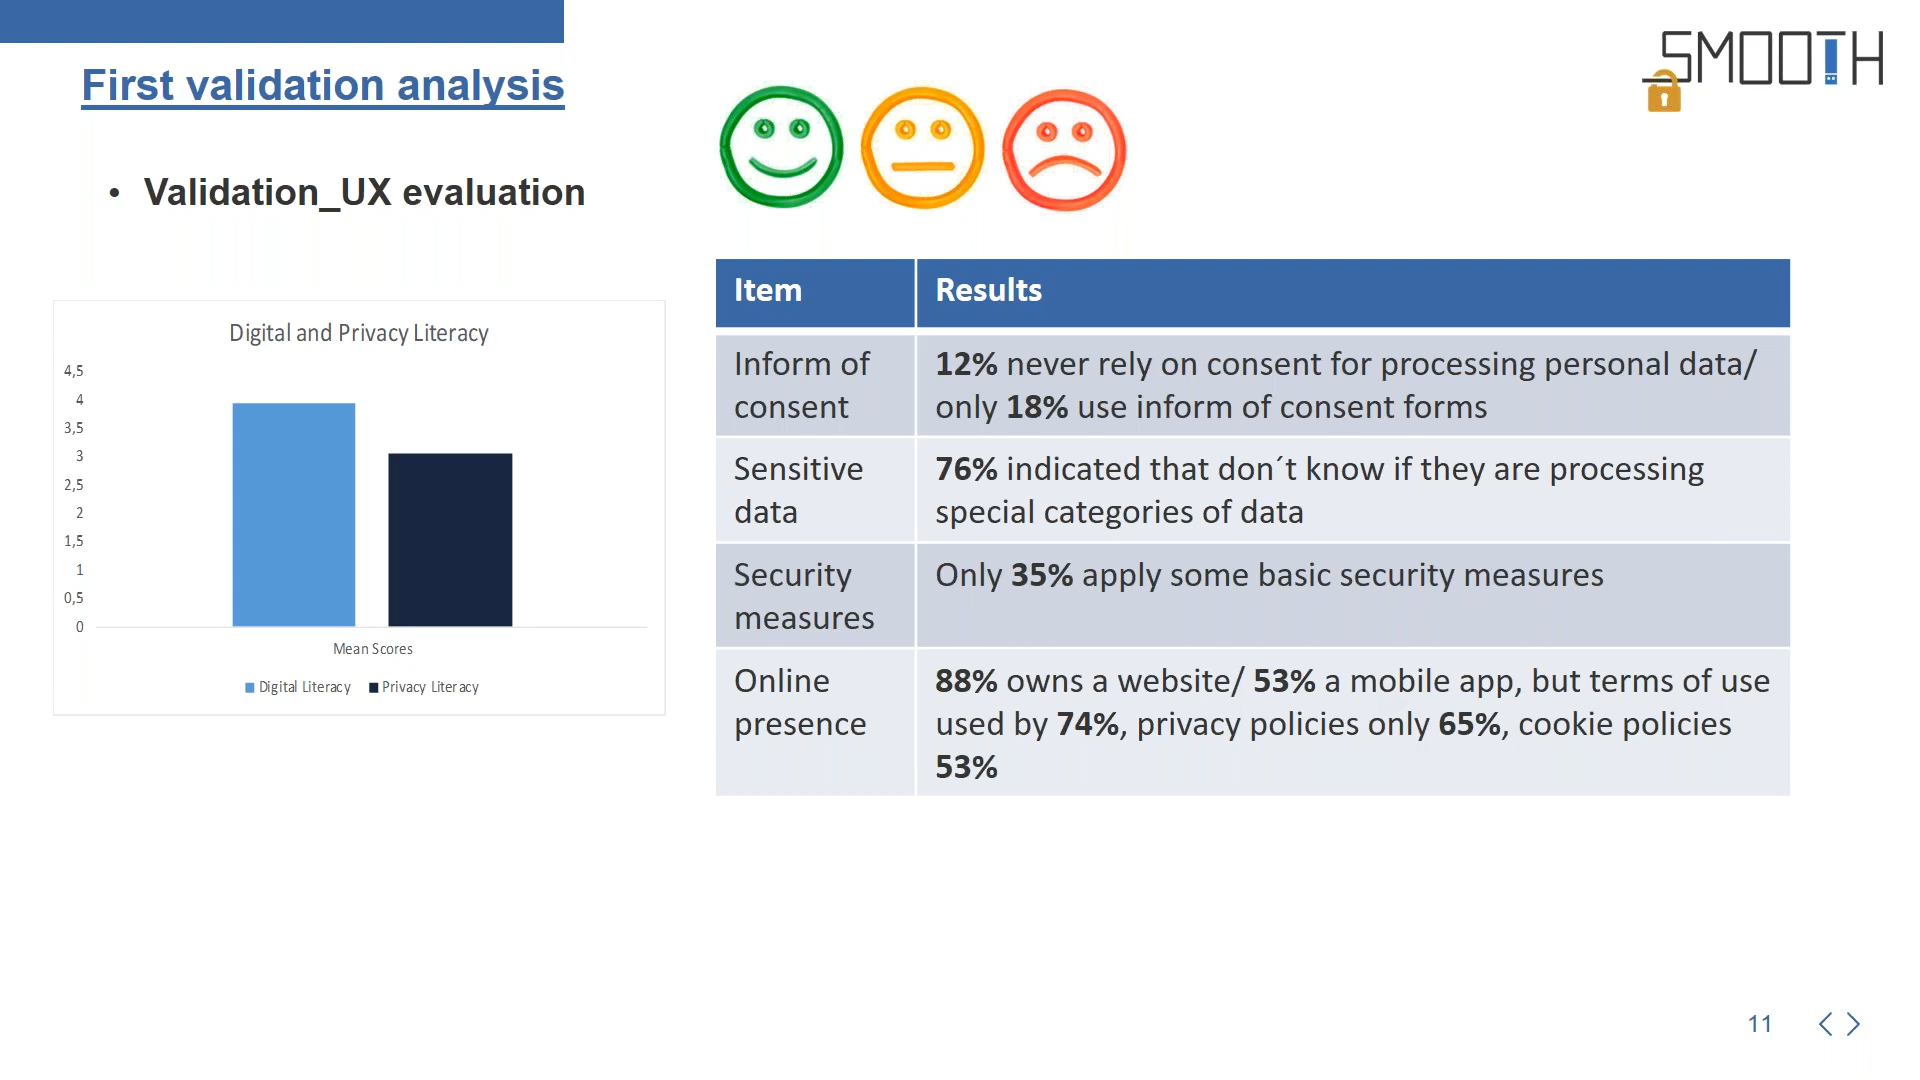 First validation analysis
SMOOTH
• Validation_UX evaluation
Digital and Privacy Literacy
4,5
4
3,5
3
2,5
2
1,5
1
0,5
0
Mean Scores
Digital Literacy Privacy Literacy
Item Results
Inform of
consent
12% never rely on consent for processing personal data/
only 18% use inform of consent forms
Sensitive
data
76% indicated that don´t know if they are processing
special categories of data
Security
measures
Only 35% apply some basic security measures
Online
presence
88% owns a website/ 53% a mobile app, but terms of use
used by 74%, privacy policies only 65%, cookie policies
53%
11